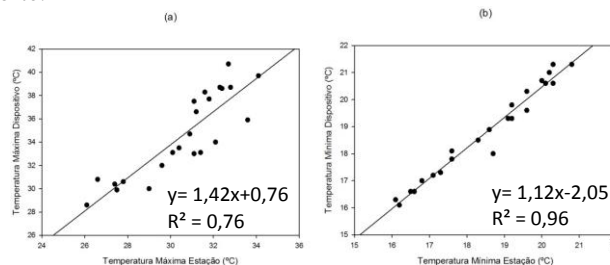 (a)
Temperatura Máxima Dispositivo (ºC)
42
40
38
36
34
32
30
28
26
y= 1,42x+0,76
R² = 0,76
24 26 28 30 32 34 36
Temperatura Máxima Estação (ºC)
(b)
Temperatura Mínima Dispositivo (ºC)
22
21
20
19
18
17
16
15
y= 1,12x-2,05
R² = 0,96
15 16 17 18 19 20 21
Temperatura Mínima Estação (ºC)